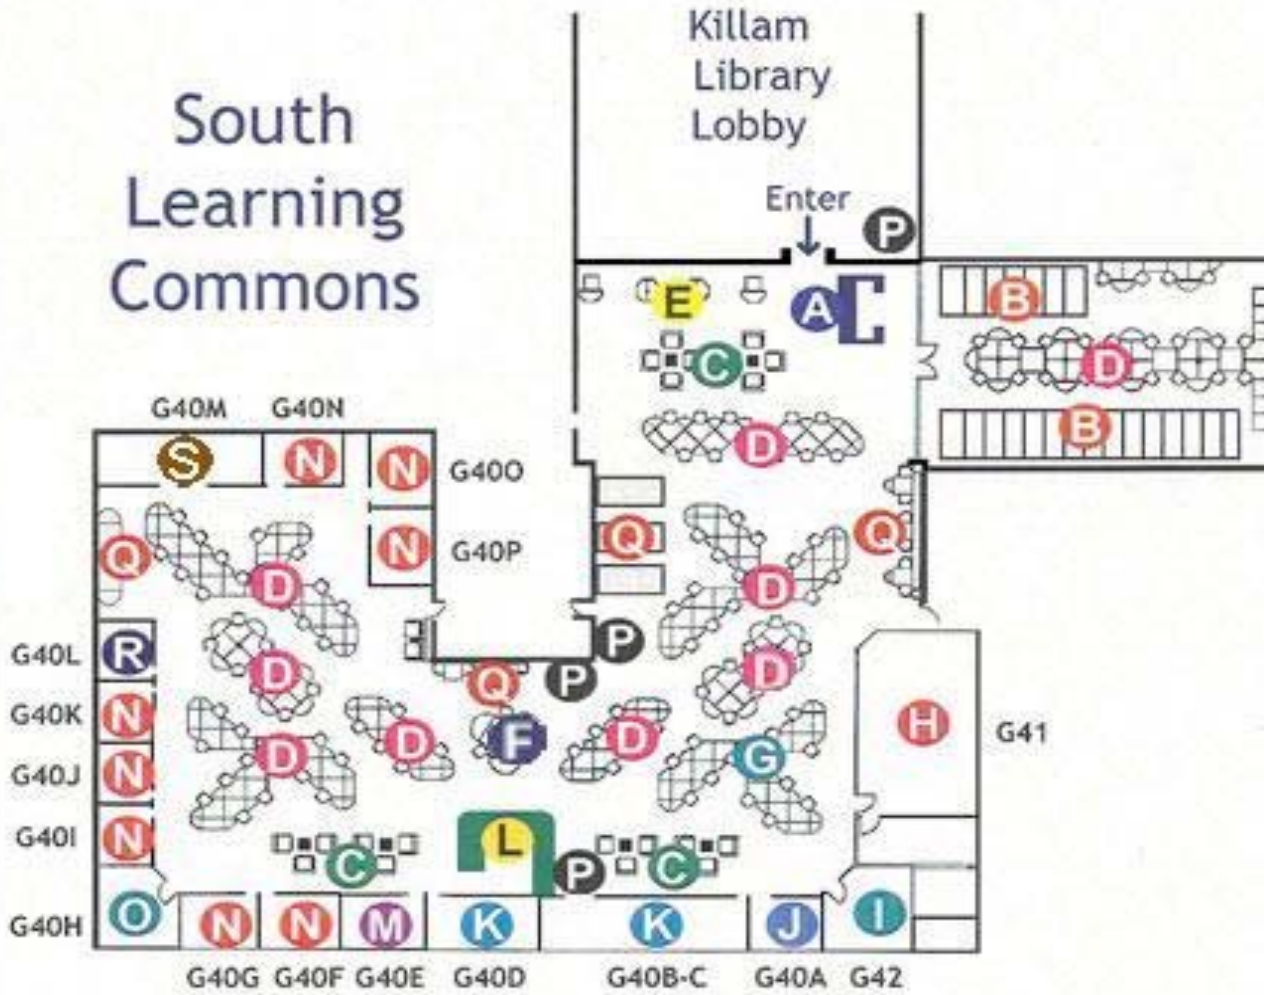 South
Learning
Commons
Killam
Library
Lobby
Enter
P
E
A
B
C
D
B
D
G40M G40N
S
N
N
G40O
Q
Q
Q
N
G40P
D
D
P
G40L
R
D
D
Q
P
G40K
N
H
G41
D
D
F
D
G
G40J
N
G40I
N
L
C
P
C
G40H
O
N
N
M
K
K
J
I
G40G G40F G40E G40D G40B-C G40A G42